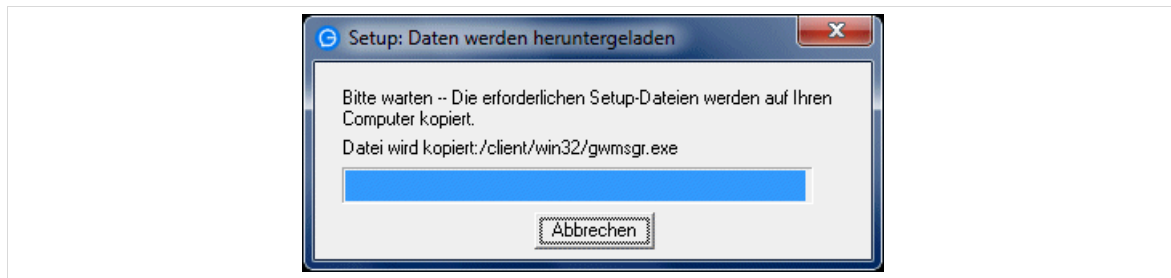 Setup: Daten werden heruntergeladen
Bitte warten -- Die erforderlichen Setup-Dateien werden auf Ihren
Computer kopiert.
Datei wird kopiert:/client/win32/gwmsgr.exe
Abbrechen